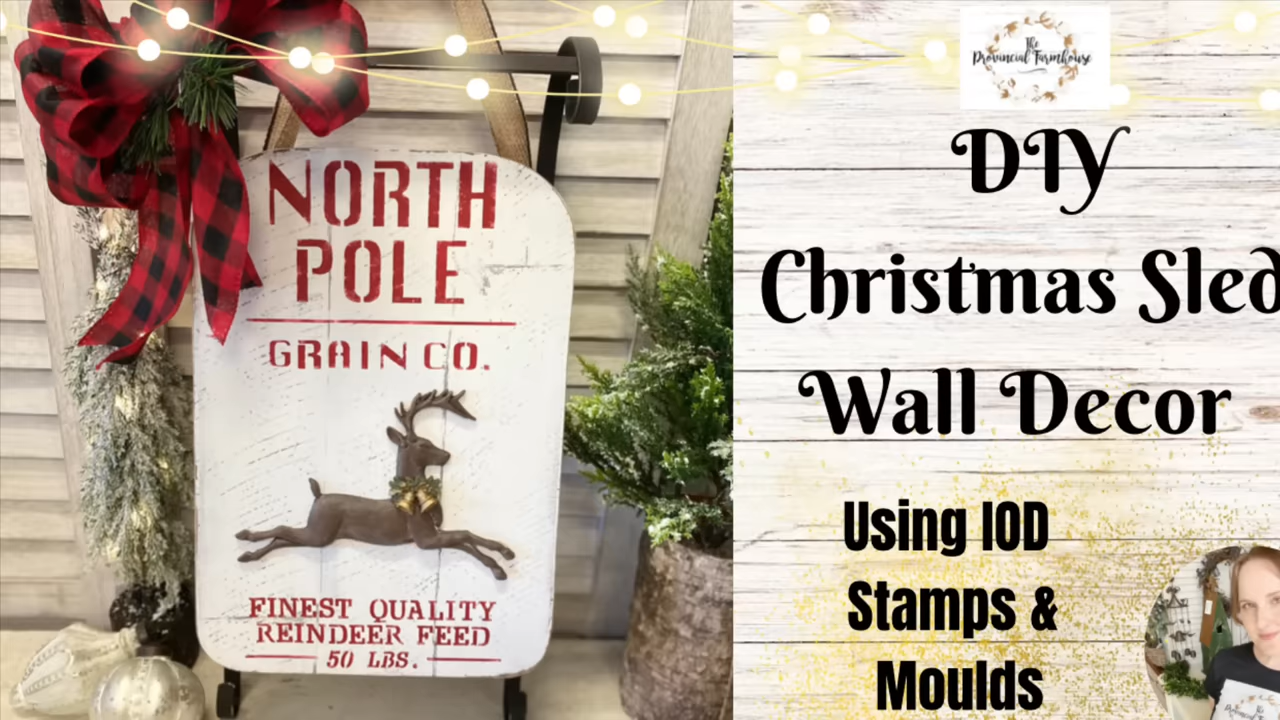 NORTH
POLE
GRAIN CO.
FINEST QUALITY
REINDEER FEED
50 LBS.
The
Provincial Farmhouse
DIY
Christmas Sled
Wall Decor
Using IOD
Stamps &
Moulds